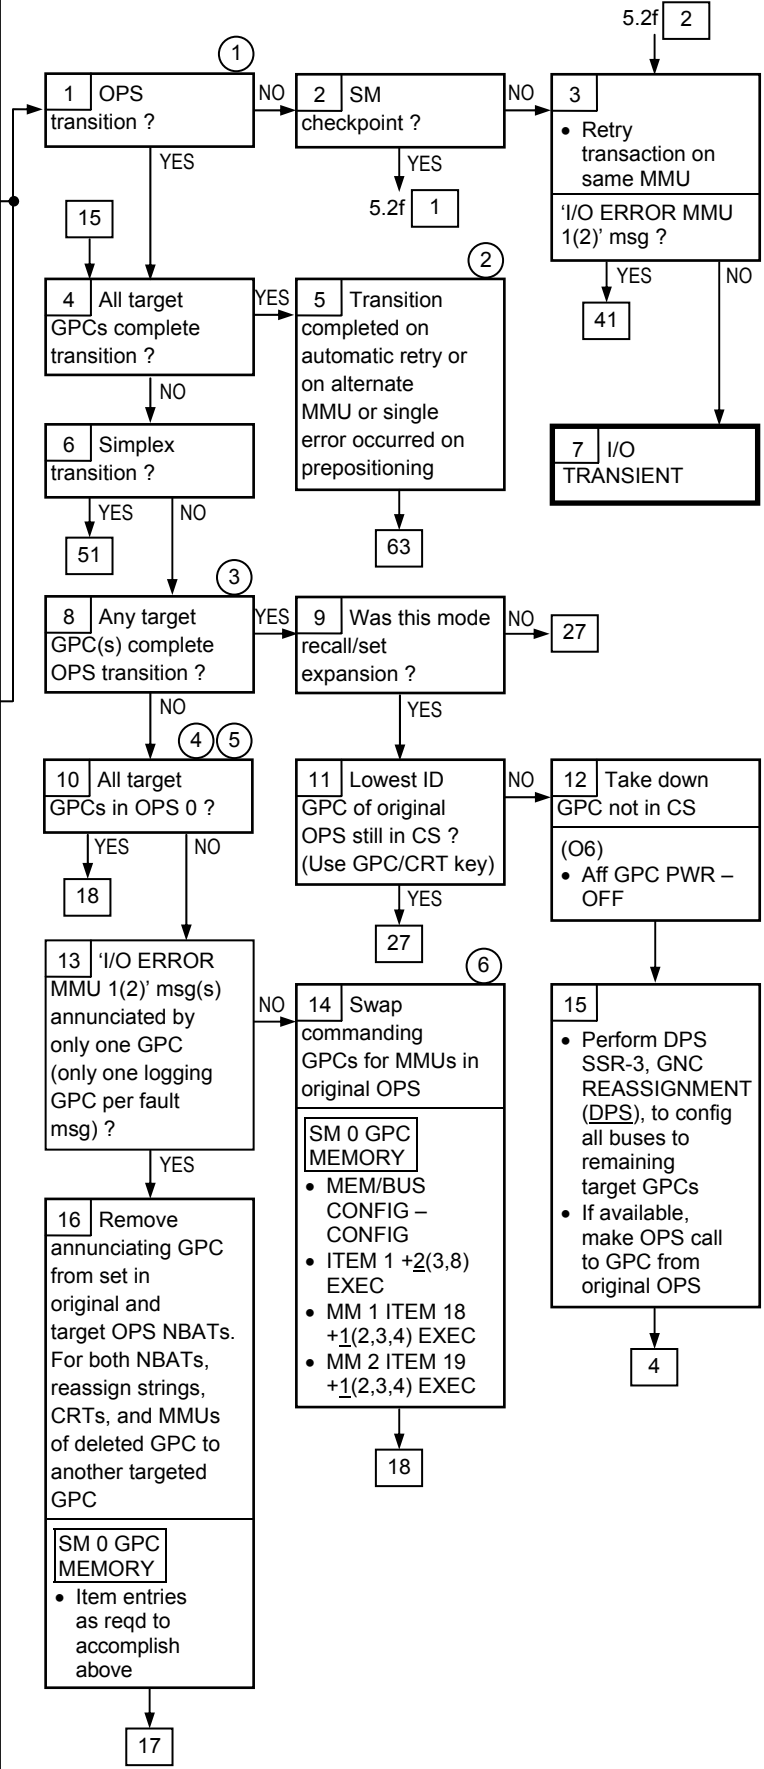 5.2f 2
1
1 OPS
transition ?
NO
YES
2 SM
checkpoint ?
NO
YES
5.2f 1
3
• Retry
transaction on
same MMU
‘I/O ERROR MMU
1(2)’ msg ?
YES
NO
41
15
4 All target
GPCs complete
transition ?
YES
NO
2
5 Transition
completed on
automatic retry or
on alternate
MMU or single
error occurred on
prepositioning
63
6 Simplex
transition ?
YES
NO
51
7 I/O
TRANSIENT
3
8 Any target
GPC(s) complete
OPS transition ?
YES
NO
9 Was this mode
recall/set
expansion ?
NO
27
YES
4 5
10 All target
GPCs in OPS 0 ?
YES
NO
18
11 Lowest ID
GPC of original
OPS still in CS ?
(Use GPC/CRT key)
NO
YES
27
12 Take down
GPC not in CS
(O6)
• Aff GPC PWR –
OFF
13 ‘I/O ERROR
MMU 1(2)’ msg(s)
annunciated by
only one GPC
(only one logging
GPC per fault
msg) ?
NO
YES
6
14 Swap
commanding
GPCs for MMUs in
original OPS
SM 0 GPC
MEMORY
• MEM/BUS
CONFIG –
CONFIG
• ITEM 1 +2(3,8)
EXEC
• MM 1 ITEM 18
+1(2,3,4) EXEC
• MM 2 ITEM 19
+1(2,3,4) EXEC
18
15
• Perform DPS
SSR-3, GNC
REASSIGNMENT
(DPS), to config
all buses to
remaining
target GPCs
• If available,
make OPS call
to GPC from
original OPS
4
16 Remove
annunciating GPC
from set in
original and
target OPS NBATs.
For both NBATs,
reassign strings,
CRTs, and MMUs
of deleted GPC to
another targeted
GPC
SM 0 GPC
MEMORY
• Item entries
as reqd to
accomplish
above
17